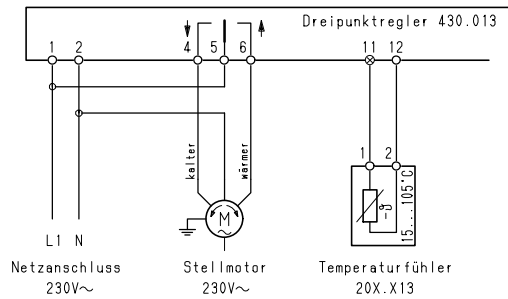 Dreipunktregler 430.013
1 2 4 5 6 11 12
kalter
wärmer
1 2
15...105°C
-ϑ
M
~
L1 N
Netzanschluss
230V~
Stellmotor
230V~
Temperaturfühler
20X.X13